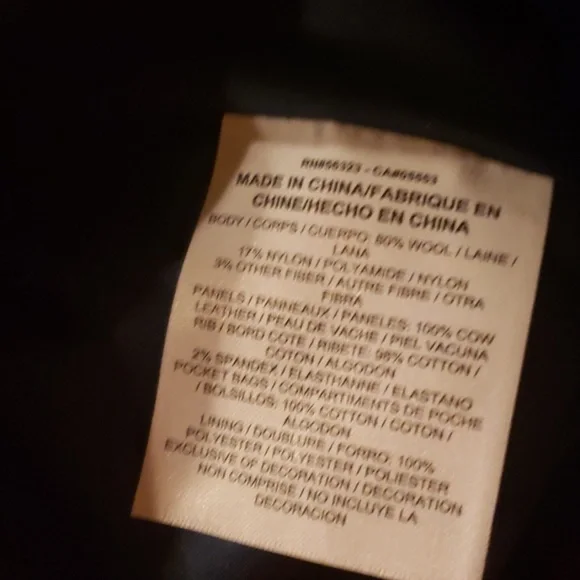 RN#56323 - CA#05553
MADE IN CHINA/FABRIQUE EN
CHINE/HECHO EN CHINA
BODY / CORPS / CUERPO: 80% WOOL / LAINE /
LANA
17% NYLON / POLYAMIDE / NYLON
3% OTHER FIBER / AUTRE FIBRE / OTRA
FIBRA
PANELS / PANNEAUX / PANELES: 100% COW
LEATHER / PEAU DE VACHE / PIEL VACUNA
RIB / BORD COTE / RIBETE: 98% COTTON /
COTON / ALGODON
2% SPANDEX / ELASTHANNE / ELASTANO
POCKET BAGS / COMPARTIMENTS DE POCHE
/ BOLSILLOS: 100% COTTON / COTON /
ALGODON
LINING / DOUBLURE / FORRO: 100%
POLYESTER / POLYESTER / POLIESTER
EXCLUSIVE OF DECORATION / DECORATION
NON COMPRISE / NO INCLUYE LA
DECORACION